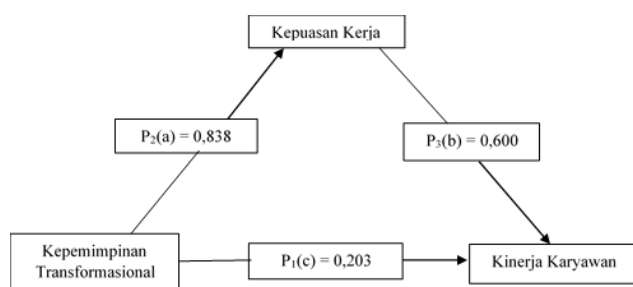 Kepuasan Kerja
P₂(a) = 0,838
P₃(b) = 0,600
Kepemimpinan
Transformasional
P₁(c) = 0,203
Kinerja Karyawan